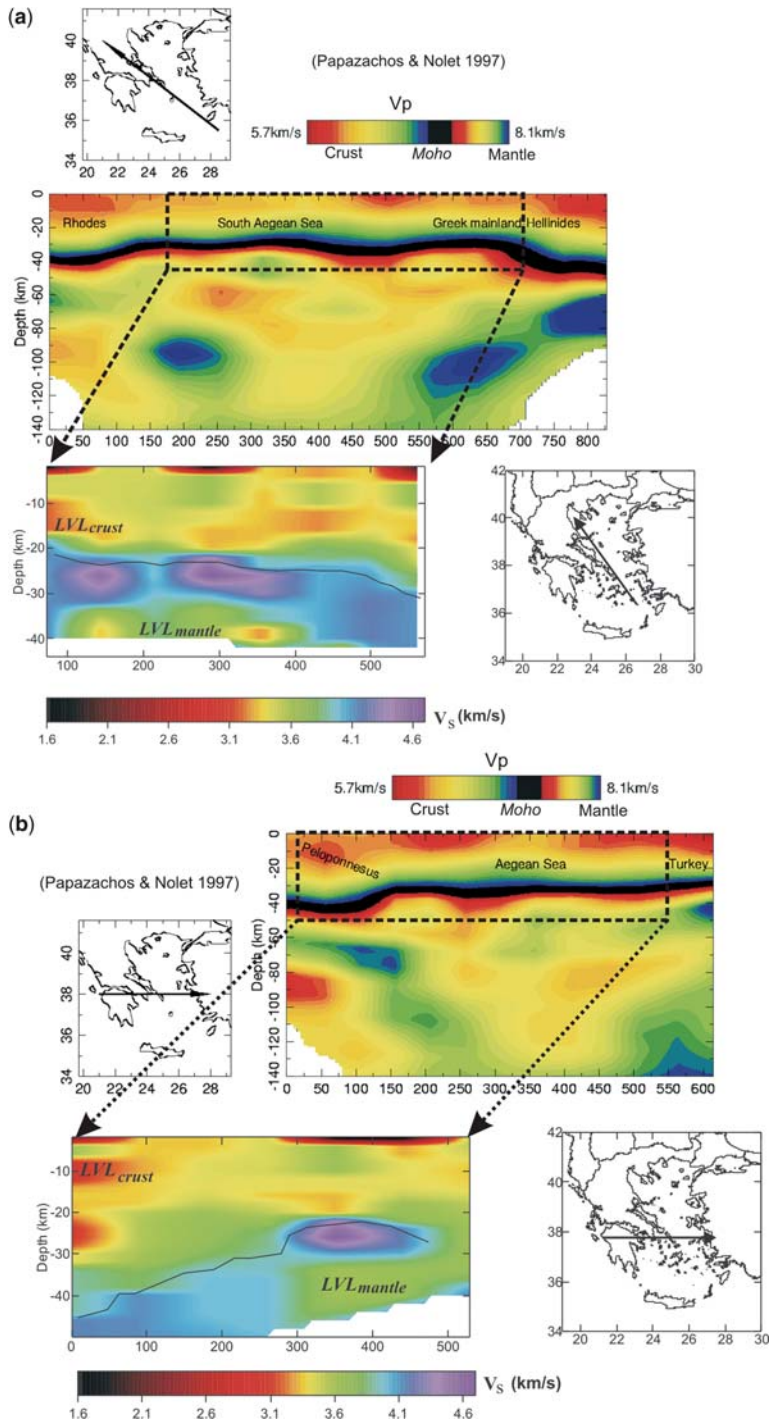 (a)
(Papazachos & Nolet 1997)
Vp
5.7km/s 8.1km/s
Crust Moho Mantle
40
38
36
34
20 22 24 26 28
Rhodes South Aegean Sea Greek mainland Hellinides
Depth (km)
0
-20
-40
-60
-80
-100
-120
-140
0 50 100 150 200 250 300 350 400 450 500 550 600 650 700 750 800
LVLcrust
LVLmantle
Depth (km)
-10
-20
-30
-40
100 200 300 400 500
42
40
38
36
34
20 22 24 26 28 30
VS (km/s)
1.6 2.1 2.6 3.1 3.6 4.1 4.6
Vp
5.7km/s 8.1km/s
Crust Moho Mantle
(b)
(Papazachos & Nolet 1997)
40
38
36
34
20 22 24 26 28
Peloponnesus Aegean Sea Turkey
Depth (km)
0
-20
-40
-60
-80
-100
-120
-140
0 50 100 150 200 250 300 350 400 450 500 550 600
LVLcrust
LVLmantle
Depth (km)
-10
-20
-30
-40
0 100 200 300 400 500
42
40
38
36
34
20 22 24 26 28 30
VS (km/s)
1.6 2.1 2.6 3.1 3.6 4.1 4.6